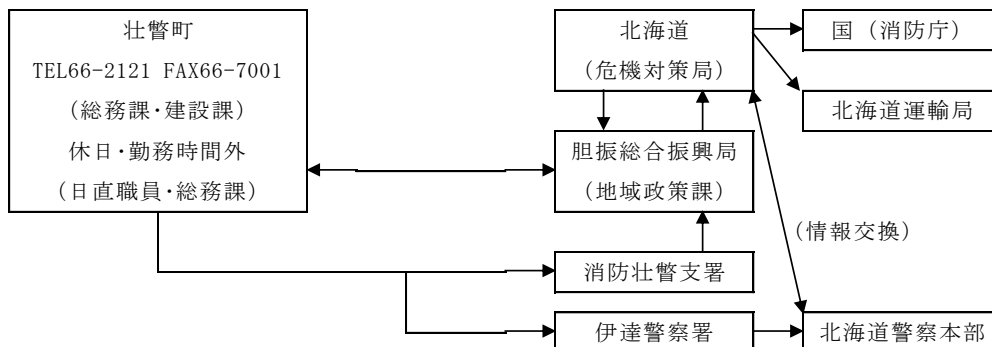 壮瞥町
TEL66-2121 FAX66-7001
(総務課・建設課)
休日・勤務時間外
(日直職員・総務課)
北海道
(危機対策局)
国(消防庁)
北海道運輸局
胆振総合振興局
(地域政策課)
(情報交換)
消防壮瞥支署
伊達警察署
北海道警察本部